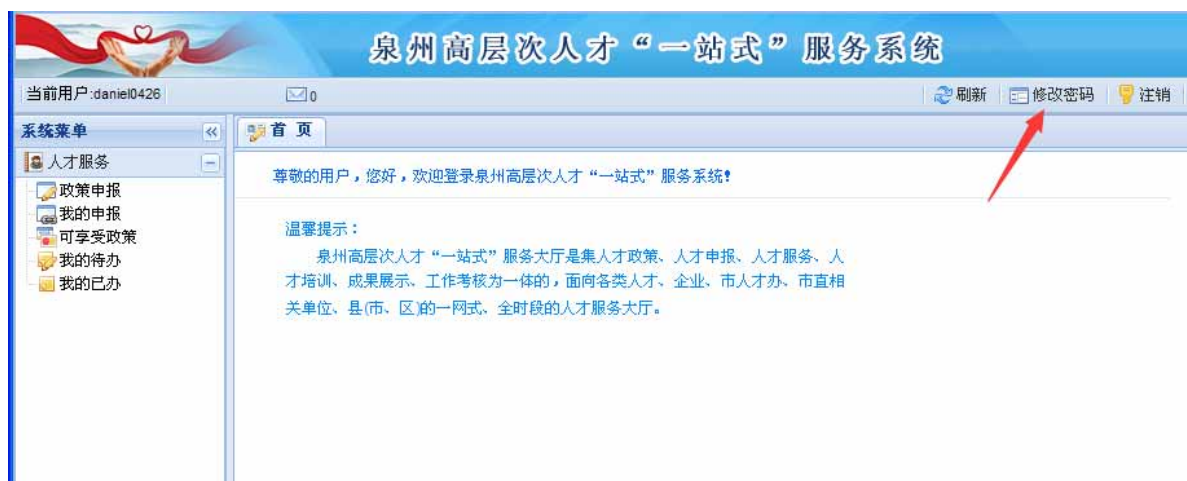 泉州高层次人才“一站式”服务系统
当前用户:daniel0426
0
刷新
修改密码
注销
系统菜单
首 页
人才服务
政策申报
我的申报
可享受政策
我的待办
我的已办
尊敬的用户，您好，欢迎登录泉州高层次人才“一站式”服务系统!
温馨提示：
泉州高层次人才“一站式”服务大厅是集人才政策、人才申报、人才服务、人
才培训、成果展示、工作考核为一体的，面向各类人才、企业、市人才办、市直相
关单位、县(市、区)的一网式、全时段的人才服务大厅。